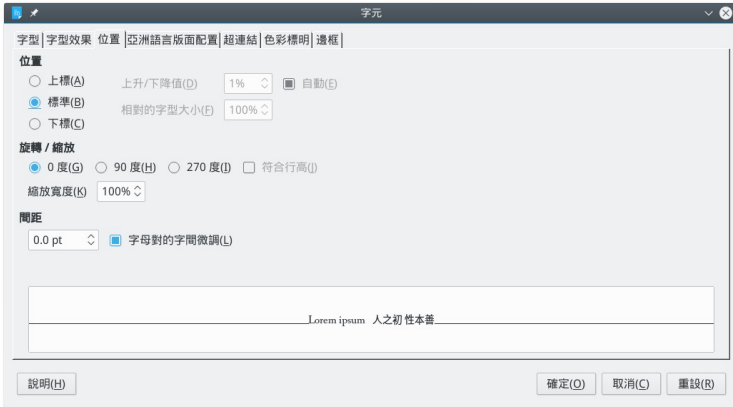 字元
字型 字型效果 位置 亞洲語言版面配置 超連結 色彩標明 邊框
位置
上標(A) 上升/下降值(D) 1% 自動(E)
標準(B) 相對的字型大小(F) 100%
下標(C)
旋轉 / 縮放
0 度(G) 90 度(H) 270 度(I) 符合行高(J)
縮放寬度(K) 100%
間距
0.0 pt 字母對的字間微調(L)
Lorem ipsum 人之初 性本善
說明(H) 確定(O) 取消(C) 重設(R)